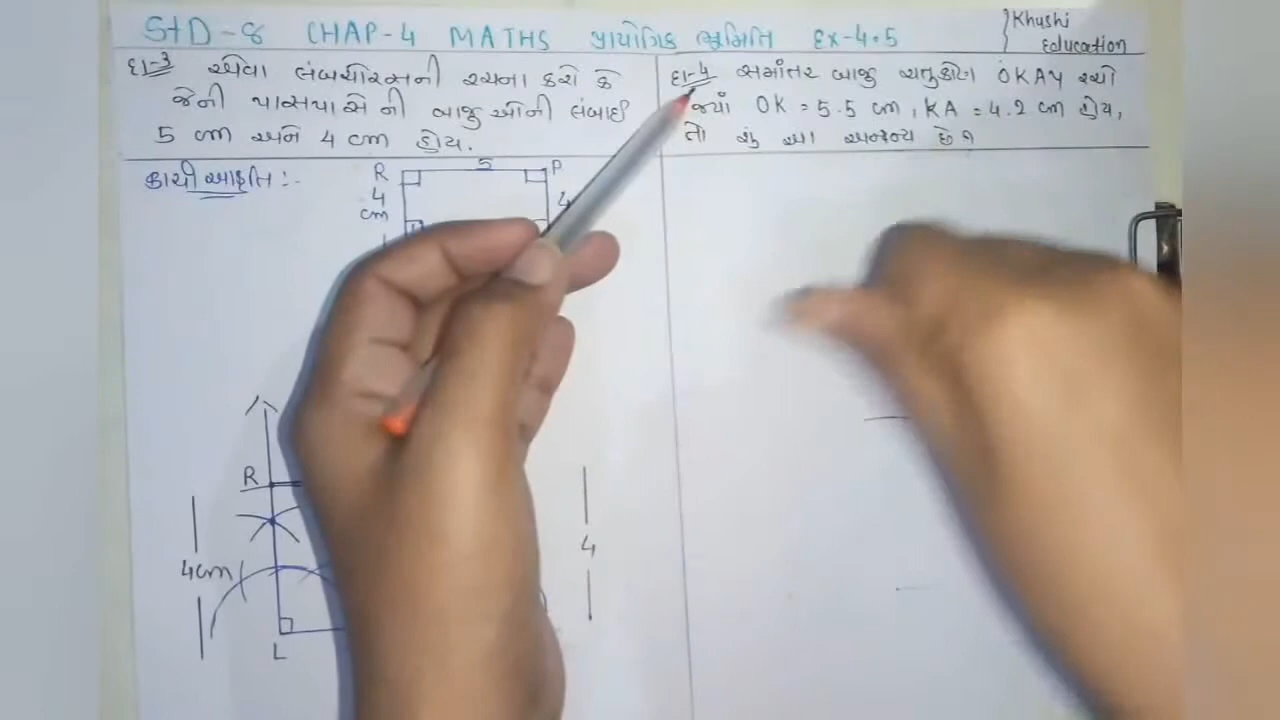 STD-8 CHAP-4 MATHS પ્રાયોગિક ભૂમિતિ Ex-4.5
Khushi
Education
દા-3 એવા લંબચોરસની રચના કરો કે
જેની પાસપાસે ની બાજુઓની લંબાઈ
5 cm અને 4 cm હોય.
દા-4 સમાંતર બાજુ ચતુષ્કોણ OKAY રચો
જ્યાં OK = 5.5 cm, KA = 4.2 cm હોય,
તો શું આ અનન્ય છે?
કાચી આકૃતિ :-
R 5 P
4 4
cm
R
4cm 4
L